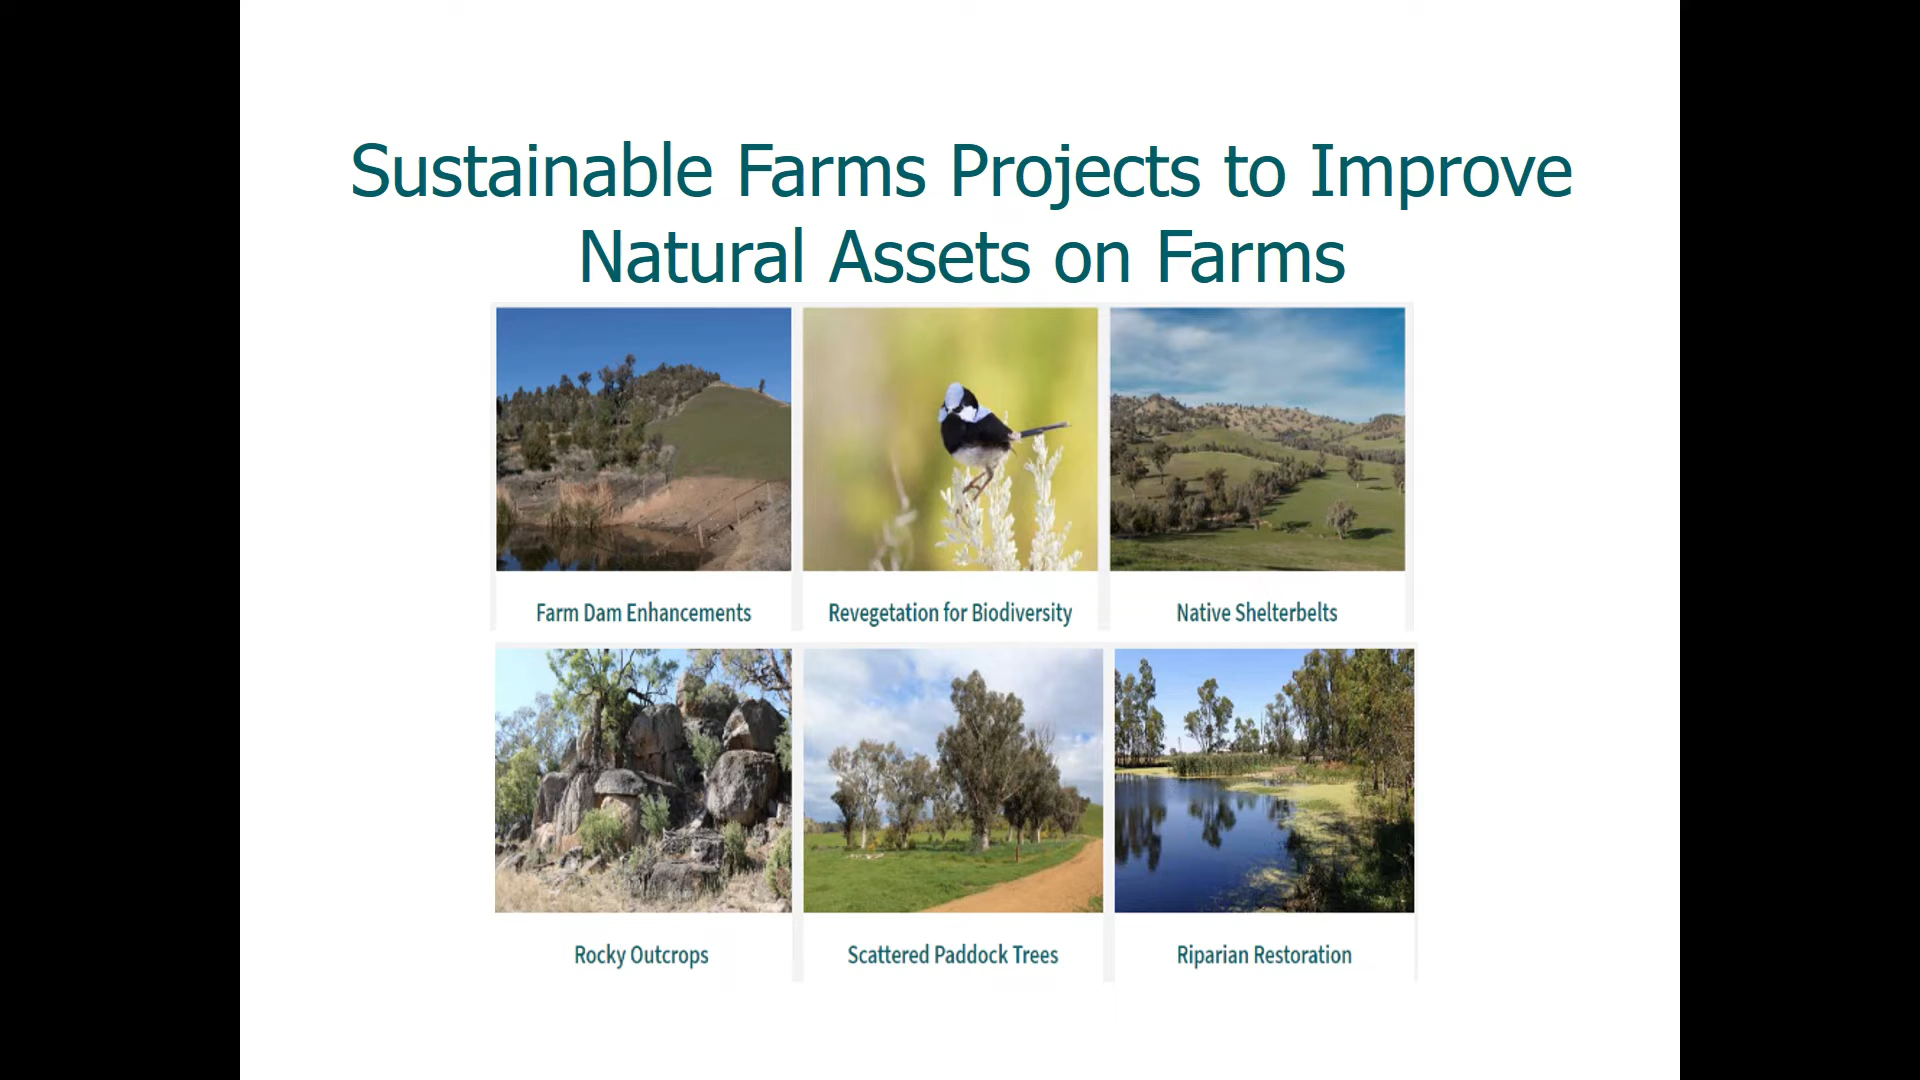 Sustainable Farms Projects to Improve
Natural Assets on Farms
Farm Dam Enhancements
Revegetation for Biodiversity
Native Shelterbelts
Rocky Outcrops
Scattered Paddock Trees
Riparian Restoration